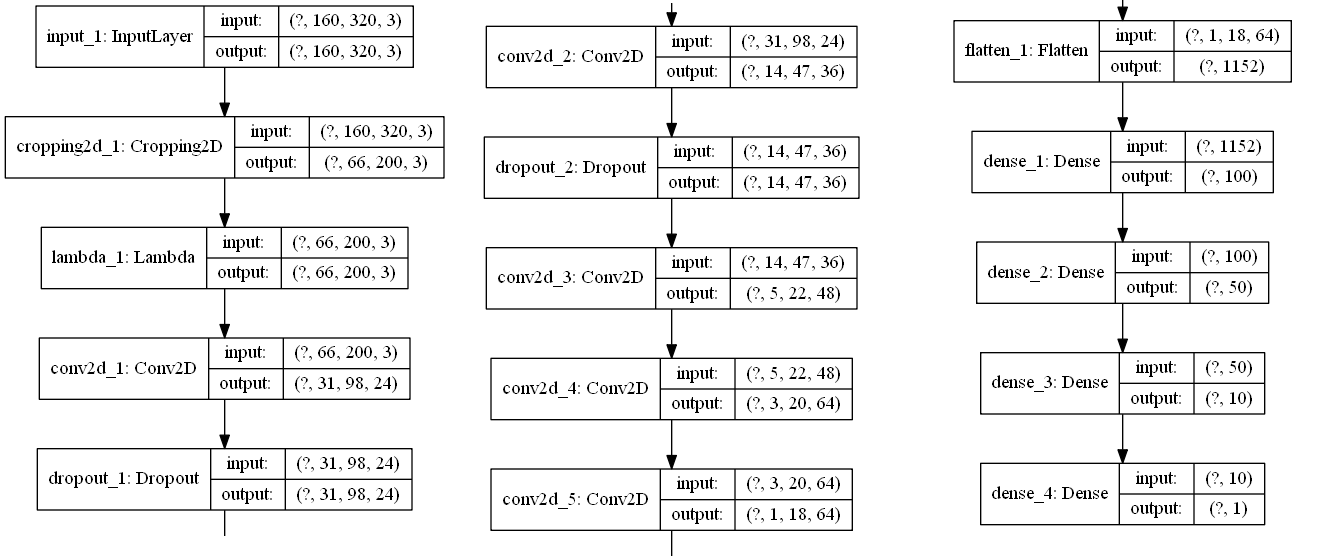 input_1: InputLayer
input: (?, 160, 320, 3)
output: (?, 160, 320, 3)
cropping2d_1: Cropping2D
input: (?, 160, 320, 3)
output: (?, 66, 200, 3)
lambda_1: Lambda
input: (?, 66, 200, 3)
output: (?, 66, 200, 3)
conv2d_1: Conv2D
input: (?, 66, 200, 3)
output: (?, 31, 98, 24)
dropout_1: Dropout
input: (?, 31, 98, 24)
output: (?, 31, 98, 24)
conv2d_2: Conv2D
input: (?, 31, 98, 24)
output: (?, 14, 47, 36)
dropout_2: Dropout
input: (?, 14, 47, 36)
output: (?, 14, 47, 36)
conv2d_3: Conv2D
input: (?, 14, 47, 36)
output: (?, 5, 22, 48)
conv2d_4: Conv2D
input: (?, 5, 22, 48)
output: (?, 3, 20, 64)
conv2d_5: Conv2D
input: (?, 3, 20, 64)
output: (?, 1, 18, 64)
flatten_1: Flatten
input: (?, 1, 18, 64)
output: (?, 1152)
dense_1: Dense
input: (?, 1152)
output: (?, 100)
dense_2: Dense
input: (?, 100)
output: (?, 50)
dense_3: Dense
input: (?, 50)
output: (?, 10)
dense_4: Dense
input: (?, 10)
output: (?, 1)